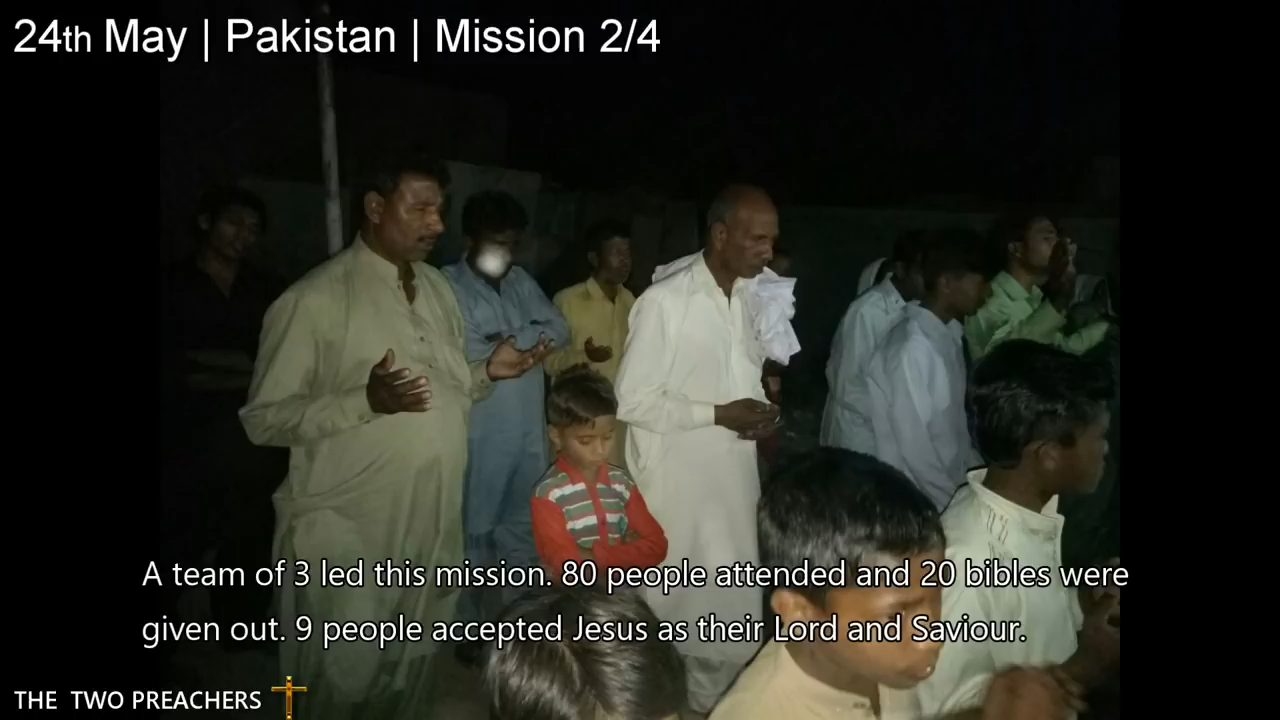 24th May | Pakistan | Mission 2/4
A team of 3 led this mission. 80 people attended and 20 bibles were
given out. 9 people accepted Jesus as their Lord and Saviour.
THE TWO PREACHERS